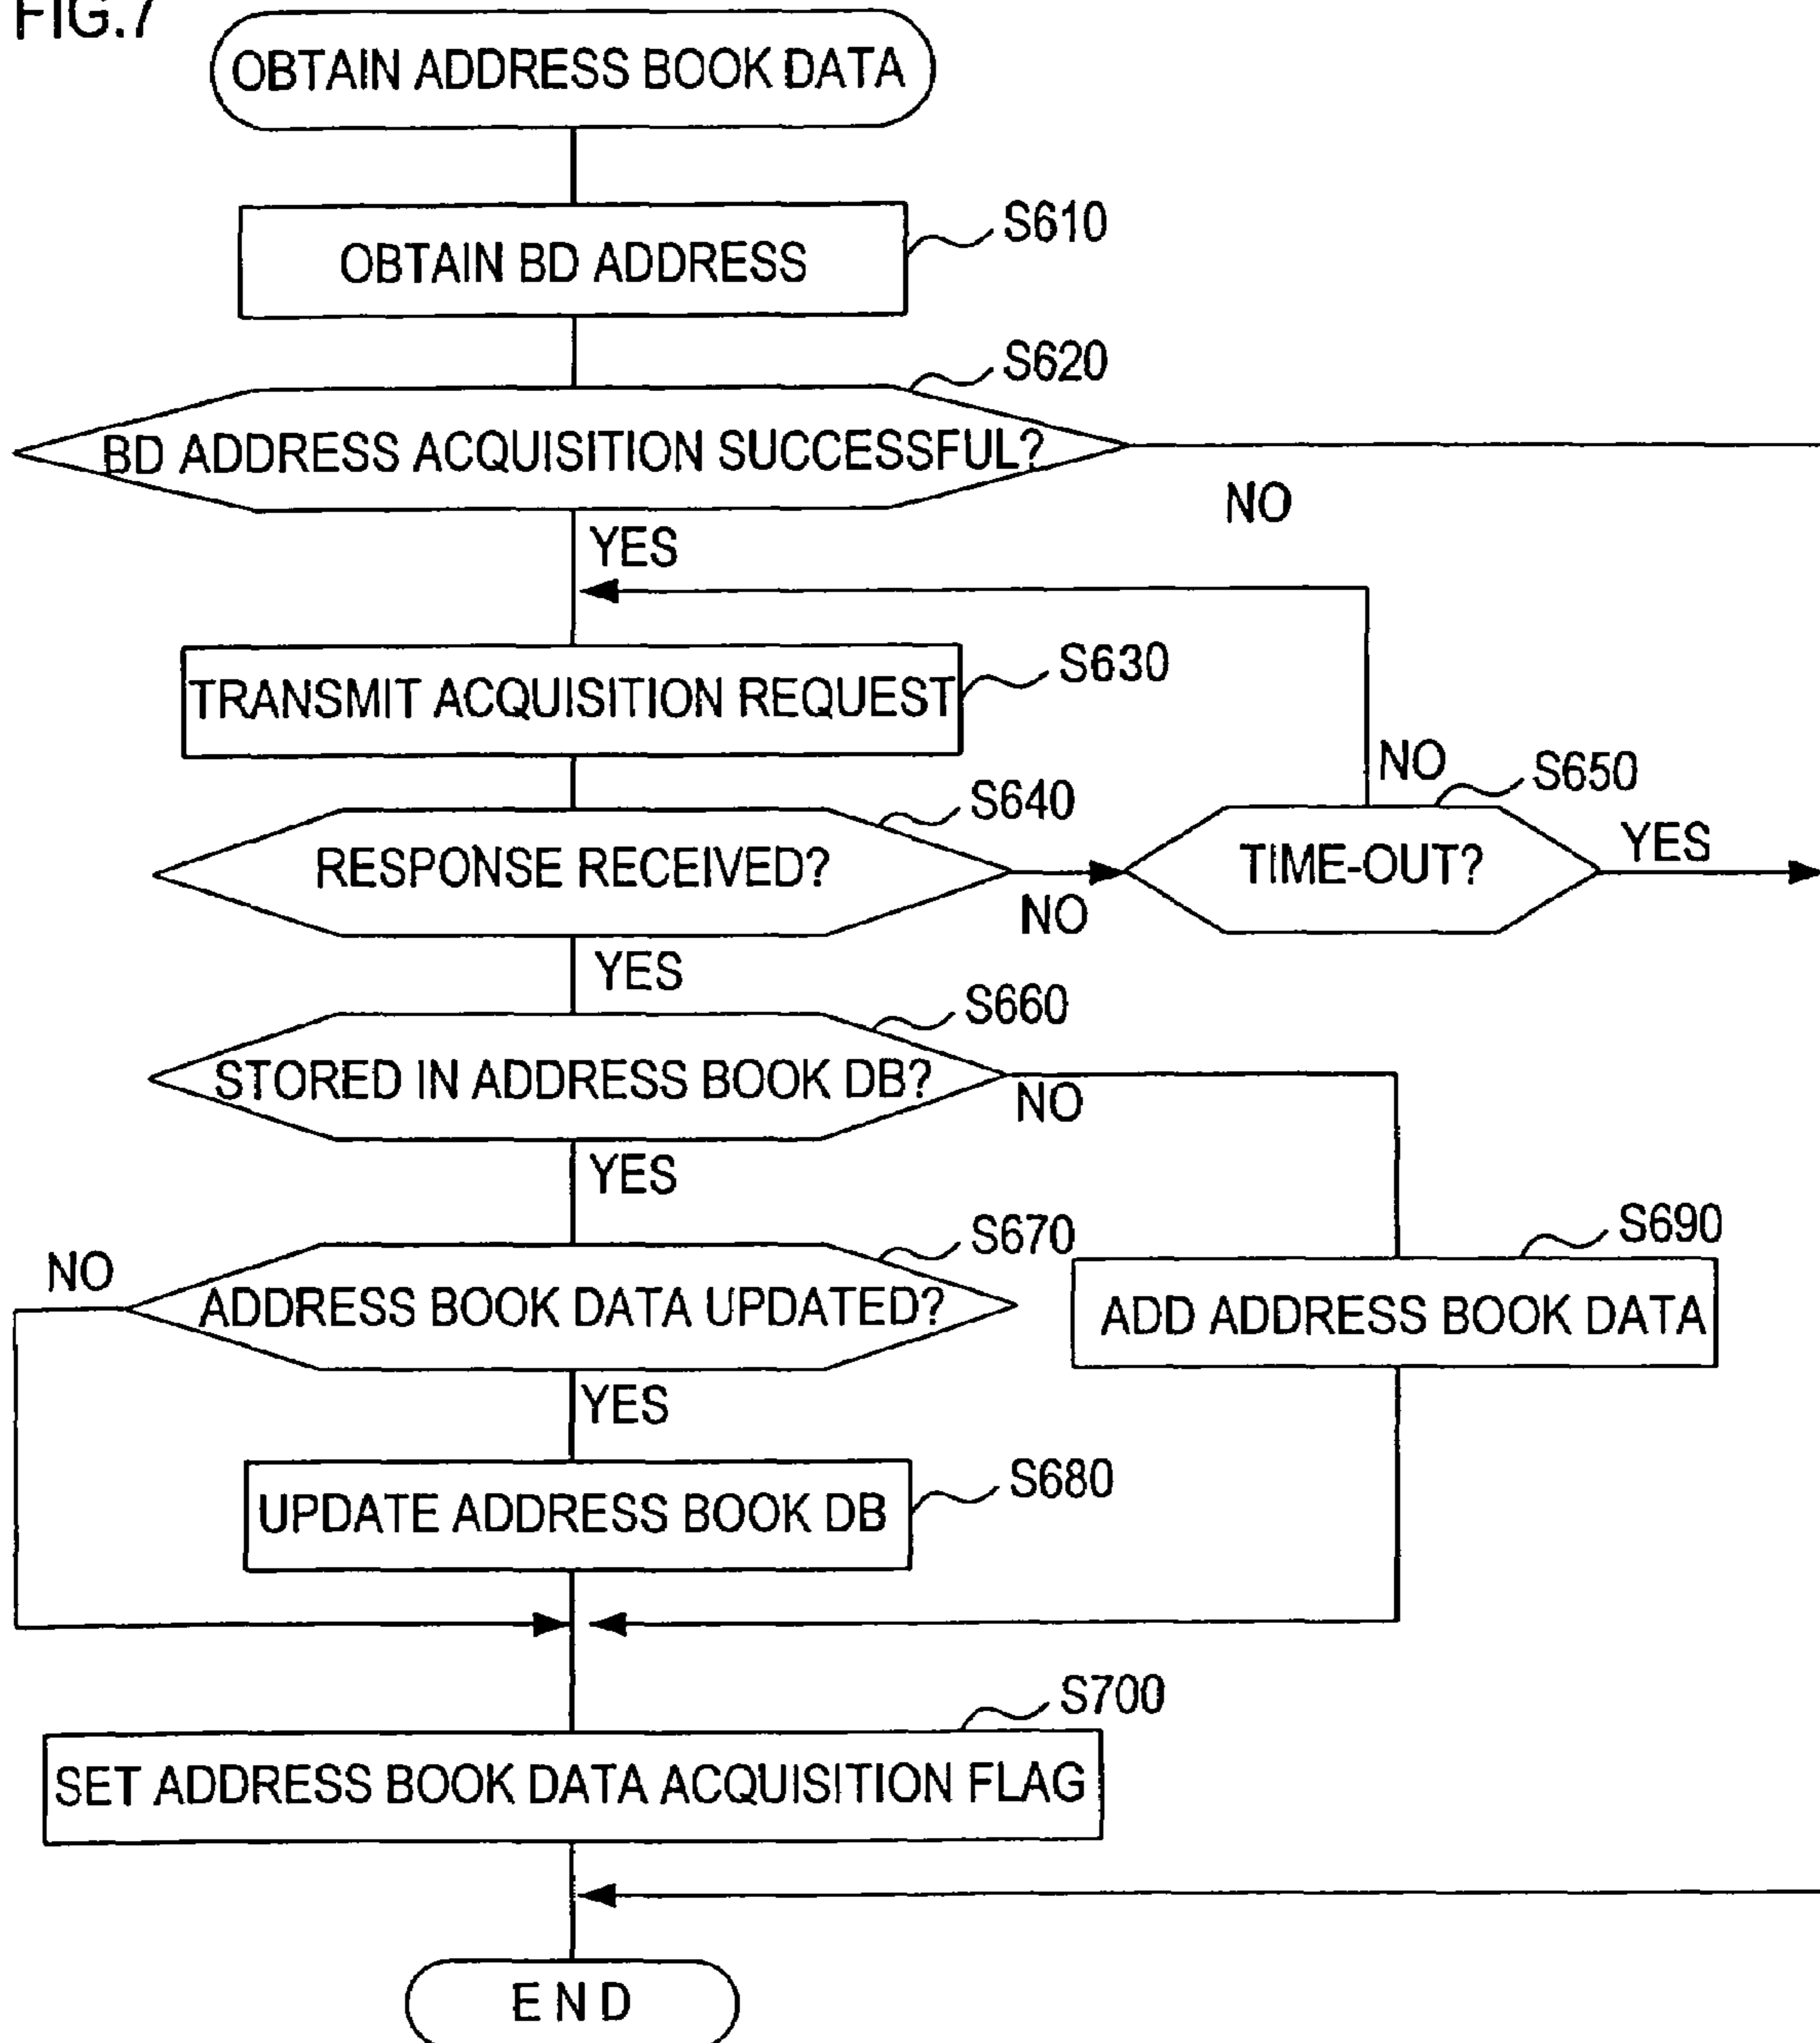 FIG.7
OBTAIN ADDRESS BOOK DATA
OBTAIN BD ADDRESS
S610
S620
BD ADDRESS ACQUISITION SUCCESSFUL?
NO
YES
TRANSMIT ACQUISITION REQUEST
S630
S640
RESPONSE RECEIVED?
NO
YES
NO
S650
TIME-OUT?
YES
S660
STORED IN ADDRESS BOOK DB?
NO
YES
S670
NO
ADDRESS BOOK DATA UPDATED?
YES
S690
ADD ADDRESS BOOK DATA
UPDATE ADDRESS BOOK DB
S680
S700
SET ADDRESS BOOK DATA ACQUISITION FLAG
END